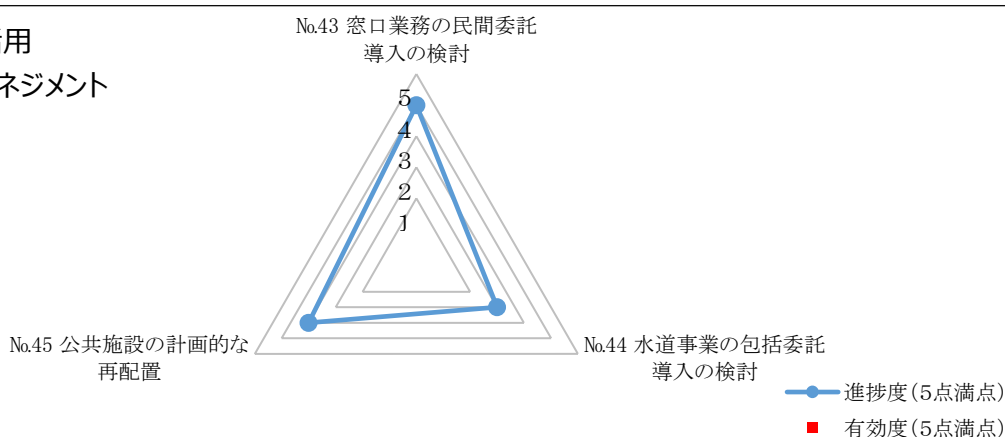 用
ネジメント
№43 窓口業務の民間委託
導入の検討
5
4
3
2
1
№45 公共施設の計画的な
再配置
№44 水道事業の包括委託
導入の検討
進捗度(5点満点)
有効度(5点満点)